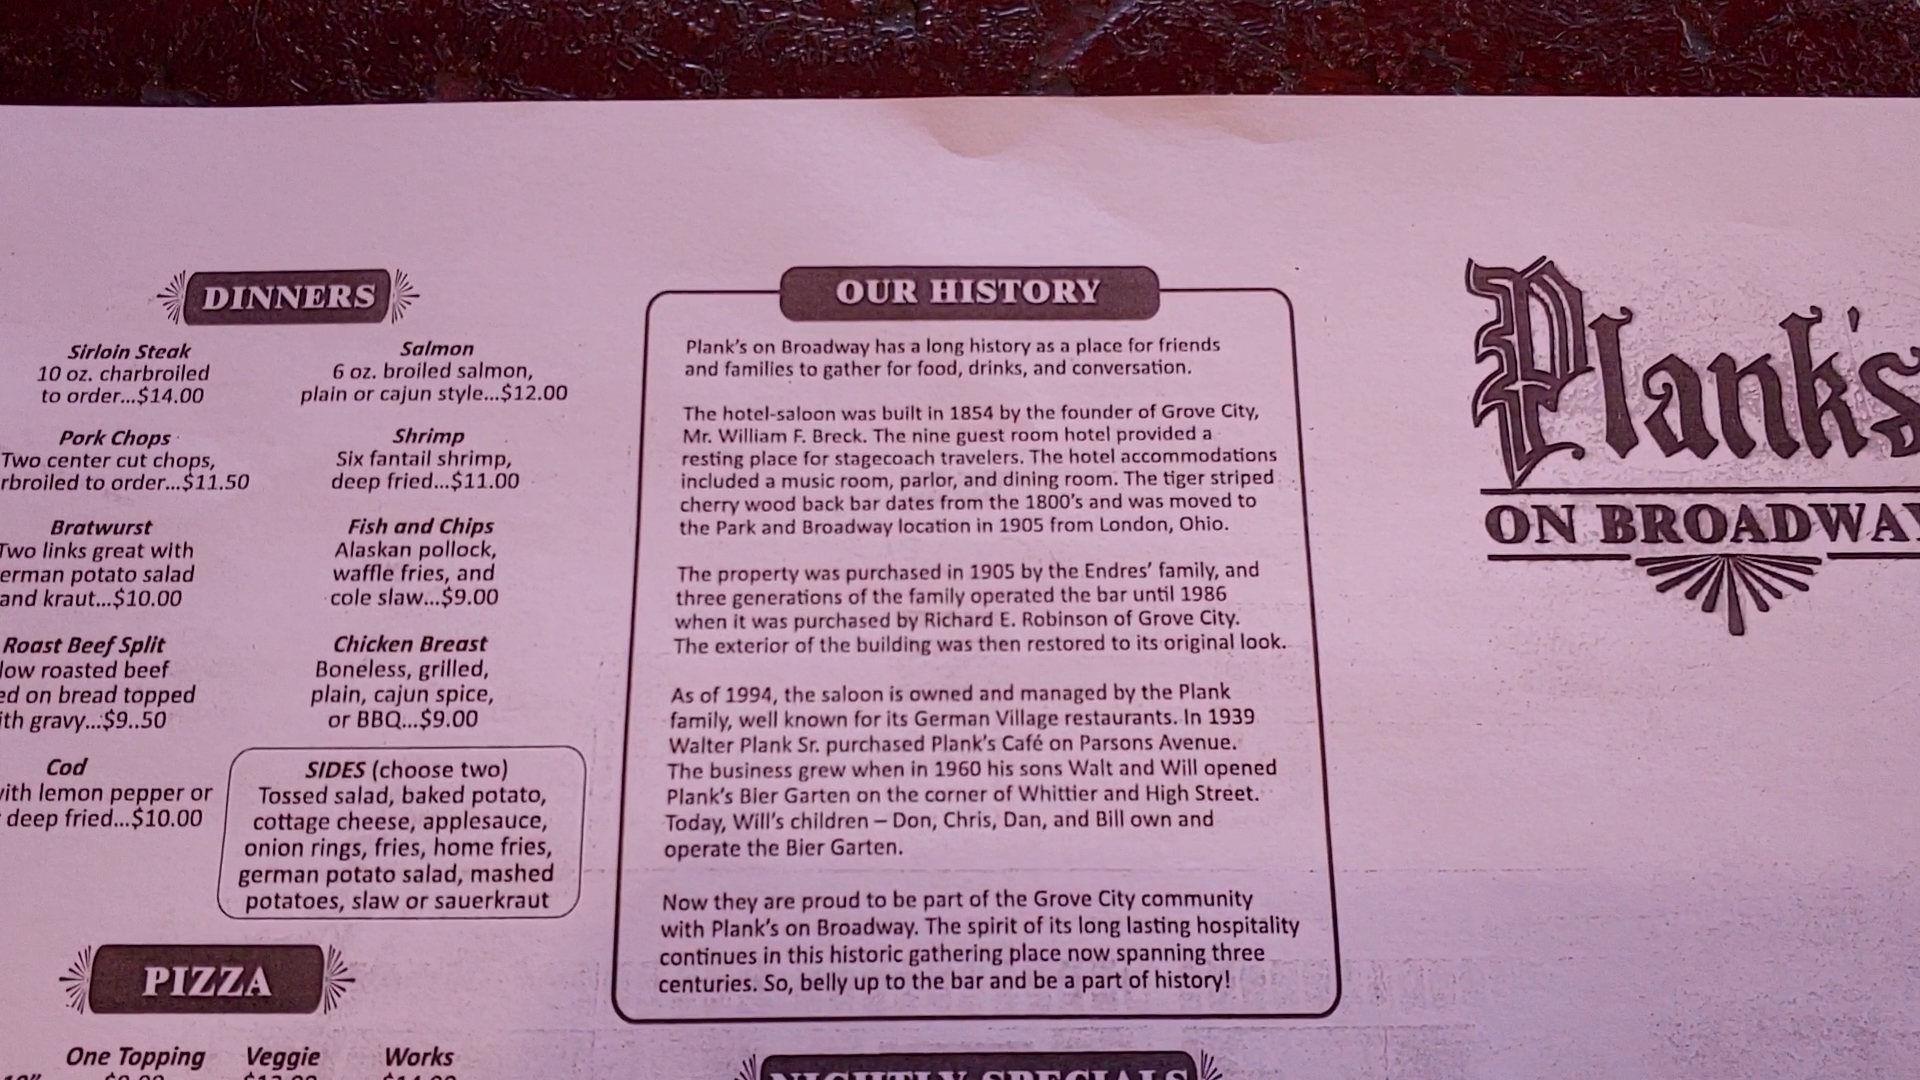 DINNERS
Sirloin Steak
10 oz. charbroiled
to order...$14.00
Pork Chops
Two center cut chops,
to order...$11.50
Bratwurst
Two links great with
potato salad
and kraut...$10.00
Roast Beef Split
roasted beef
on bread topped
gravy...$9..50
Cod
lemon pepper or
deep fried...$10.00
Salmon
6 oz. broiled salmon,
plain or cajun style...$12.00
Shrimp
Six fantail shrimp,
deep fried...$11.00
Fish and Chips
Alaskan pollock,
waffle fries, and
cole slaw...$9.00
Chicken Breast
Boneless, grilled,
plain, cajun spice,
or BBQ...$9.00
SIDES (choose two)
Tossed salad, baked potato,
cottage cheese, applesauce,
onion rings, fries, home fries,
german potato salad, mashed
potatoes, slaw or sauerkraut
PIZZA
One Topping Veggie Works
OUR HISTORY
Plank's on Broadway has a long history as a place for friends
and families to gather for food, drinks, and conversation.
The hotel-saloon was built in 1854 by the founder of Grove City,
Mr. William F. Breck. The nine guest room hotel provided a
resting place for stagecoach travelers. The hotel accommodations
included a music room, parlor, and dining room. The tiger striped
cherry wood back bar dates from the 1800's and was moved to
the Park and Broadway location in 1905 from London, Ohio.
The property was purchased in 1905 by the Endres' family, and
three generations of the family operated the bar until 1986
when it was purchased by Richard E. Robinson of Grove City.
The exterior of the building was then restored to its original look.
As of 1994, the saloon is owned and managed by the Plank
family, well known for its German Village restaurants. In 1939
Walter Plank Sr. purchased Plank's Café on Parsons Avenue.
The business grew when in 1960 his sons Walt and Will opened
Plank's Bier Garten on the corner of Whittier and High Street.
Today, Will's children – Don, Chris, Dan, and Bill own and
operate the Bier Garten.
Now they are proud to be part of the Grove City community
with Plank's on Broadway. The spirit of its long lasting hospitality
continues in this historic gathering place now spanning three
centuries. So, belly up to the bar and be a part of history!
NIGHTLY SPECIALS
Plank's
ON BROADWAY